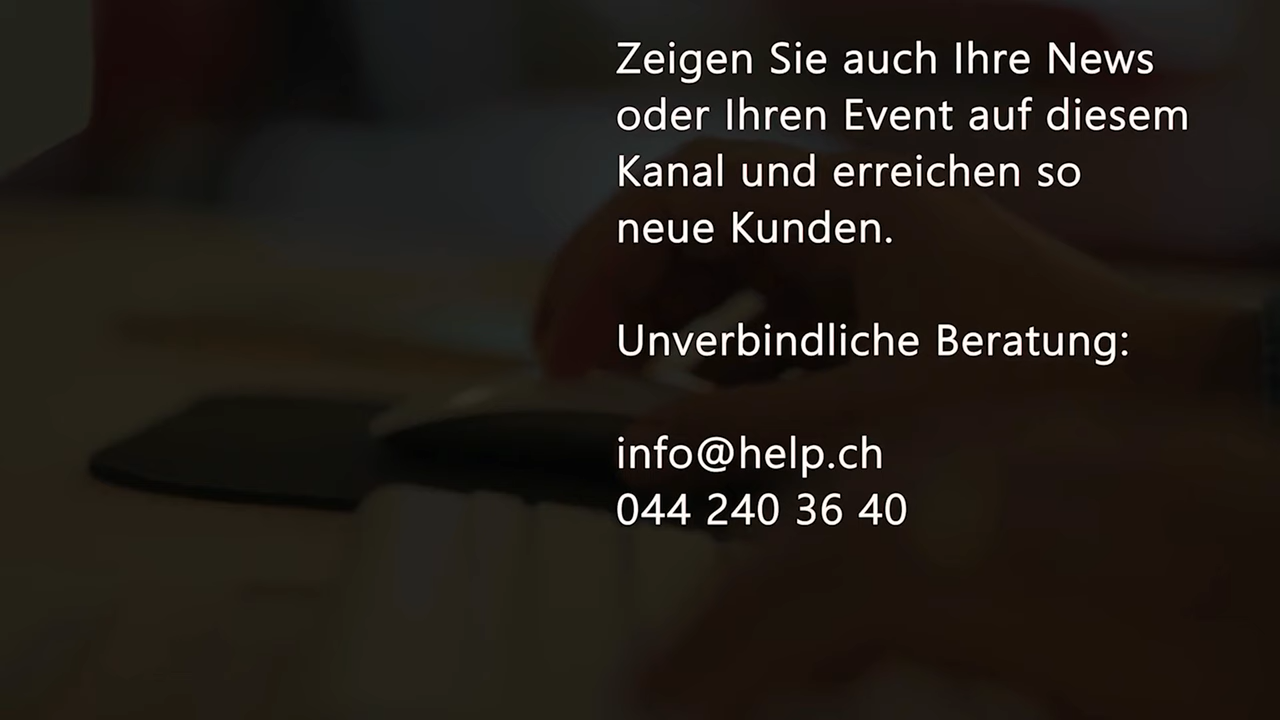 Zeigen Sie auch Ihre News
oder Ihren Event auf diesem
Kanal und erreichen so
neue Kunden.
Unverbindliche Beratung:
info@help.ch
044 240 36 40